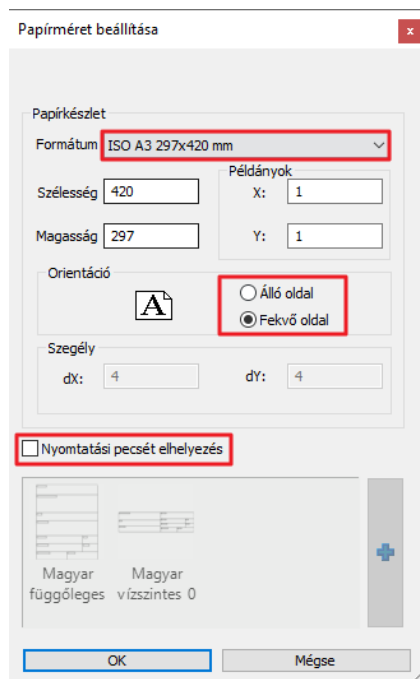 Papírméret beállítása
x
Papírkészlet
Formátum ISO A3 297x420 mm
Példányok
Szélesség 420 X: 1
Magasság 297 Y: 1
Orientáció
A
Álló oldal
Fekvő oldal
Szegély
dX: 4 dY: 4
Nyomtatási pecsét elhelyezés
Magyar függőleges
Magyar vízszintes 0
OK Mégse